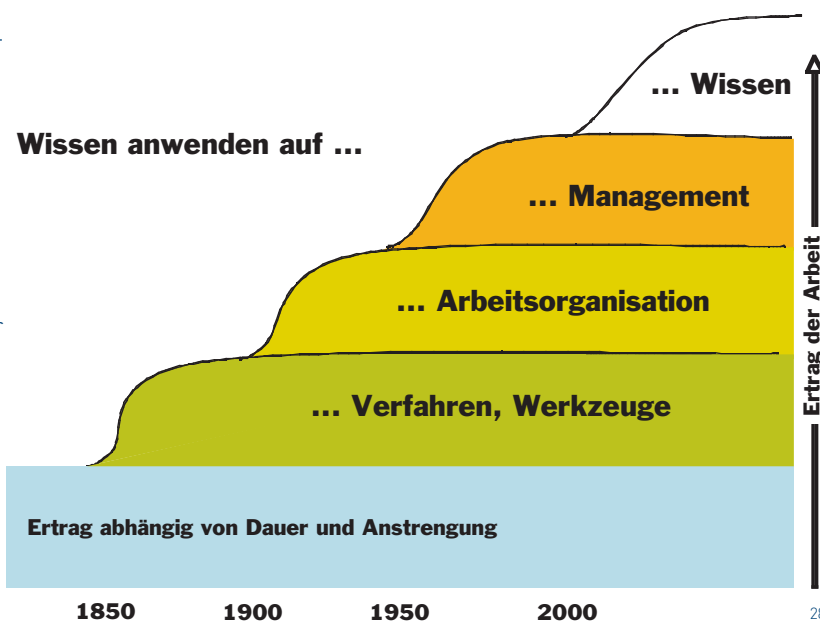 ... Wissen
Wissen anwenden auf ...
... Management
... Arbeitsorganisation
... Verfahren, Werkzeuge
Ertrag abhängig von Dauer und Anstrengung
Ertrag der Arbeit
1850 1900 1950 2000